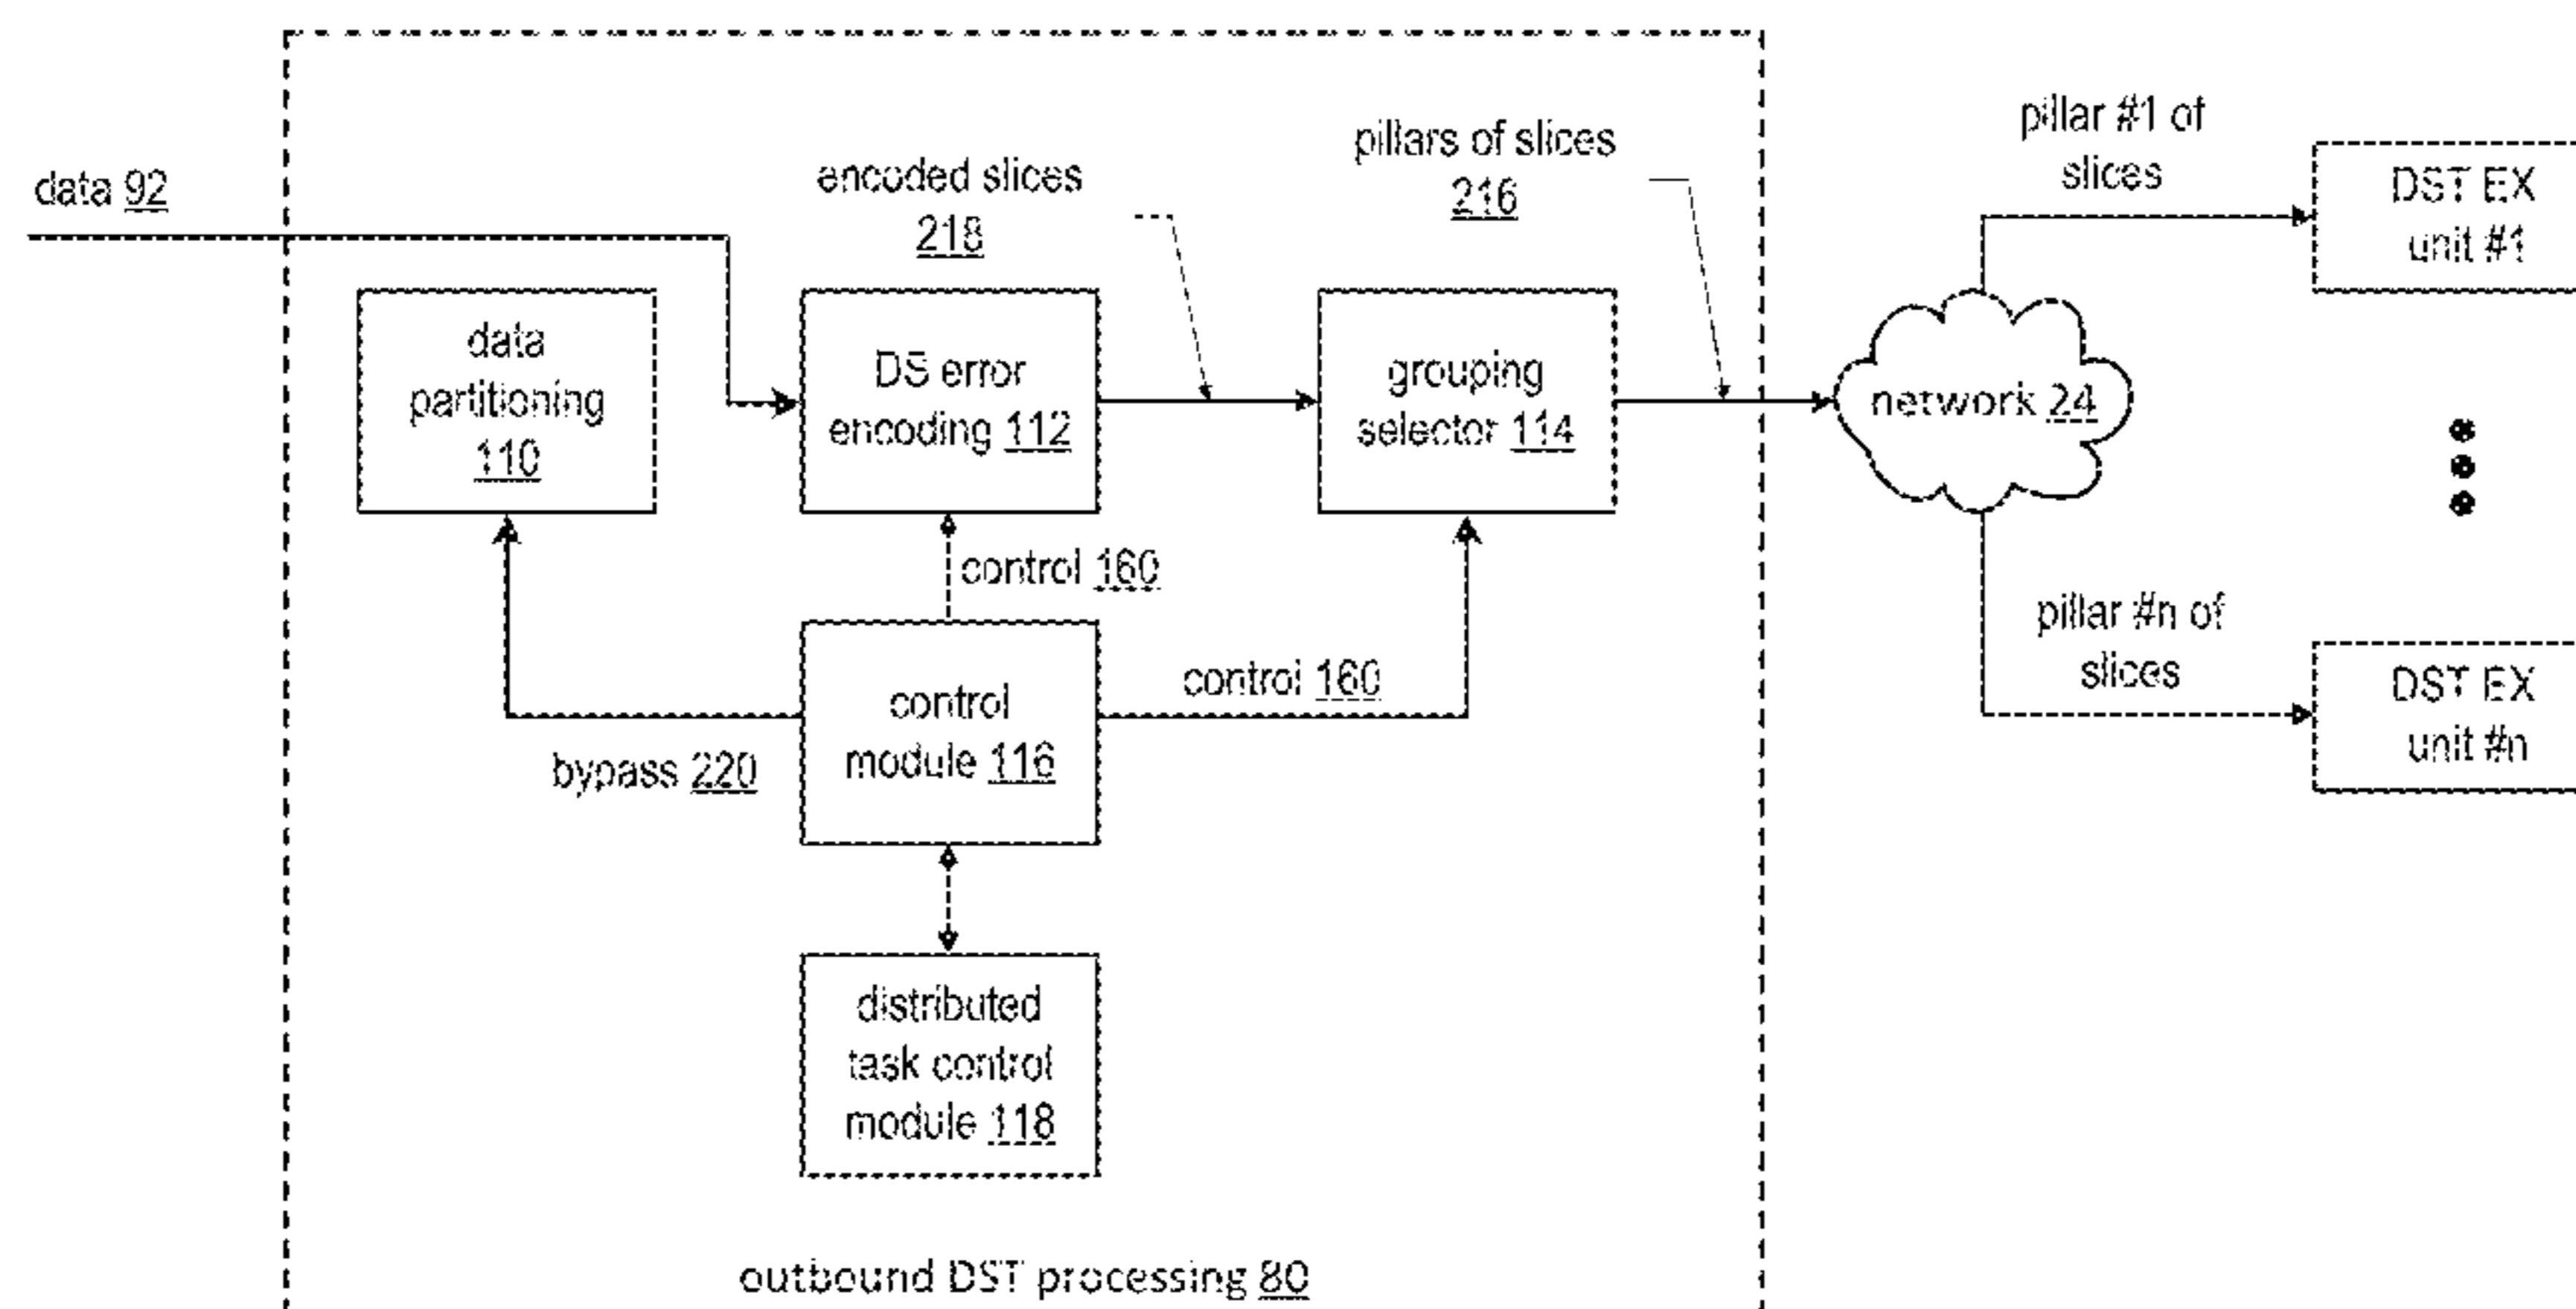 data 92
encoded slices
218
pillars of slices
216
pillar #1 of
slices
DST EX
unit #1
data
partitioning
110
DS error
encoding 112
grouping
selector 114
network 24
control 160
control
module 116
control 160
bypass 220
pillar #n of
slices
DST EX
unit #n
distributed
task control
module 118
outbound DST processing 80